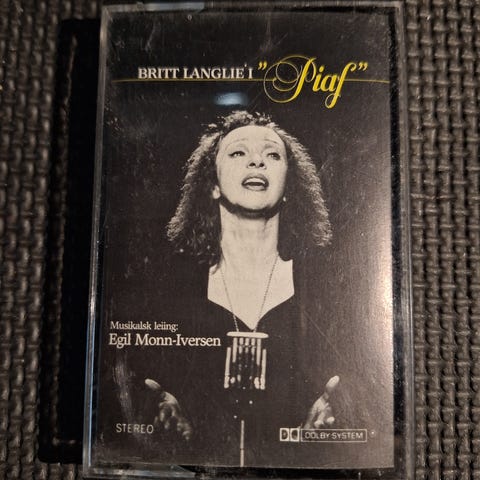 BRITT LANGLIE'I "Piaf"
Musikalsk leiing:
Egil Monn-Iversen
STEREO
DOLBY SYSTEM